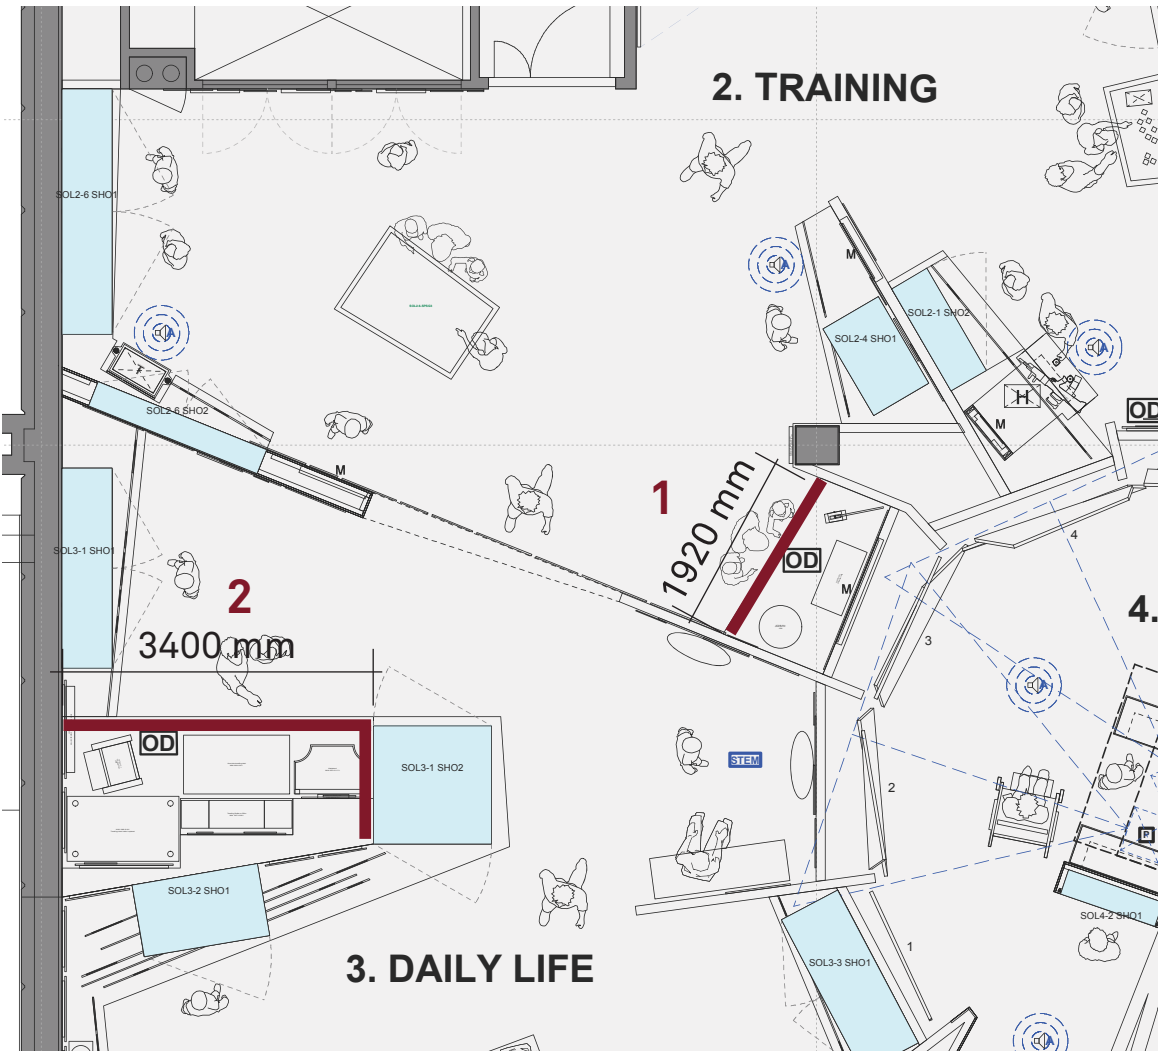 2. TRAINING
SOL2-6 SHO1
A
A
M
SOL2-1 SHO2
SOL2-4 SHO1
A
F
H
SOL2-6 SHO2
M
OD
M
1
1920 mm
4
SOL3-1 SHO1
OD
M
2
3400 mm
3
4.
A
OD
STEM
SOL3-1 SHO2
2
P
SOL3-2 SHO1
SOL4-2 SHO1
1
3. DAILY LIFE
SOL3-3 SHO1
A